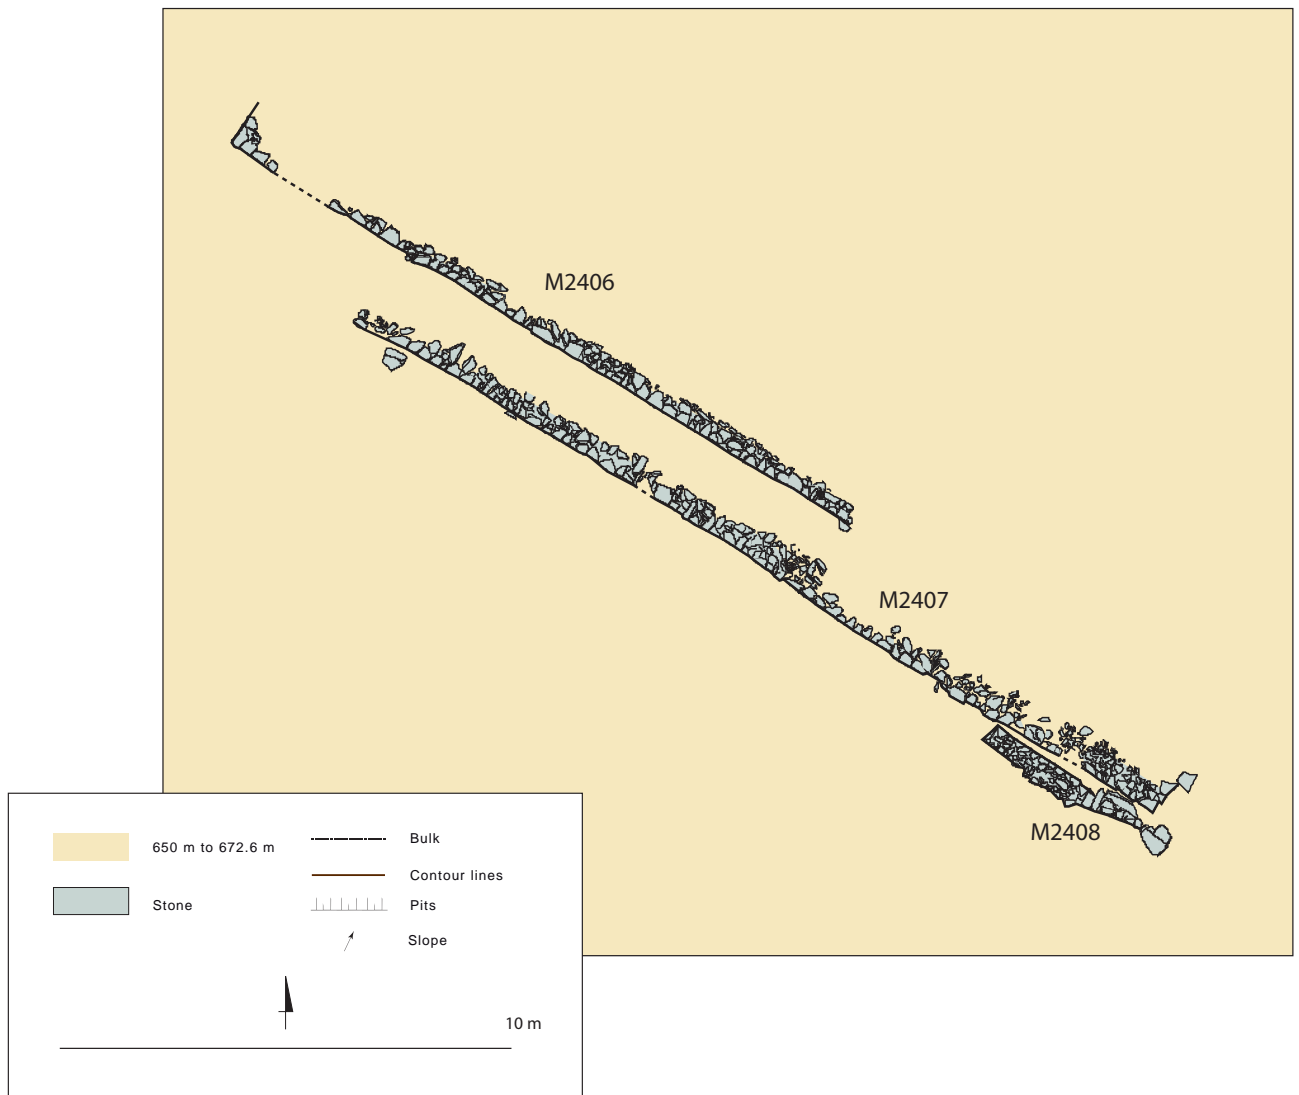 M2406
M2407
M2408
650 m to 672.6 m
Stone
Bulk
Contour lines
Pits
Slope
10 m